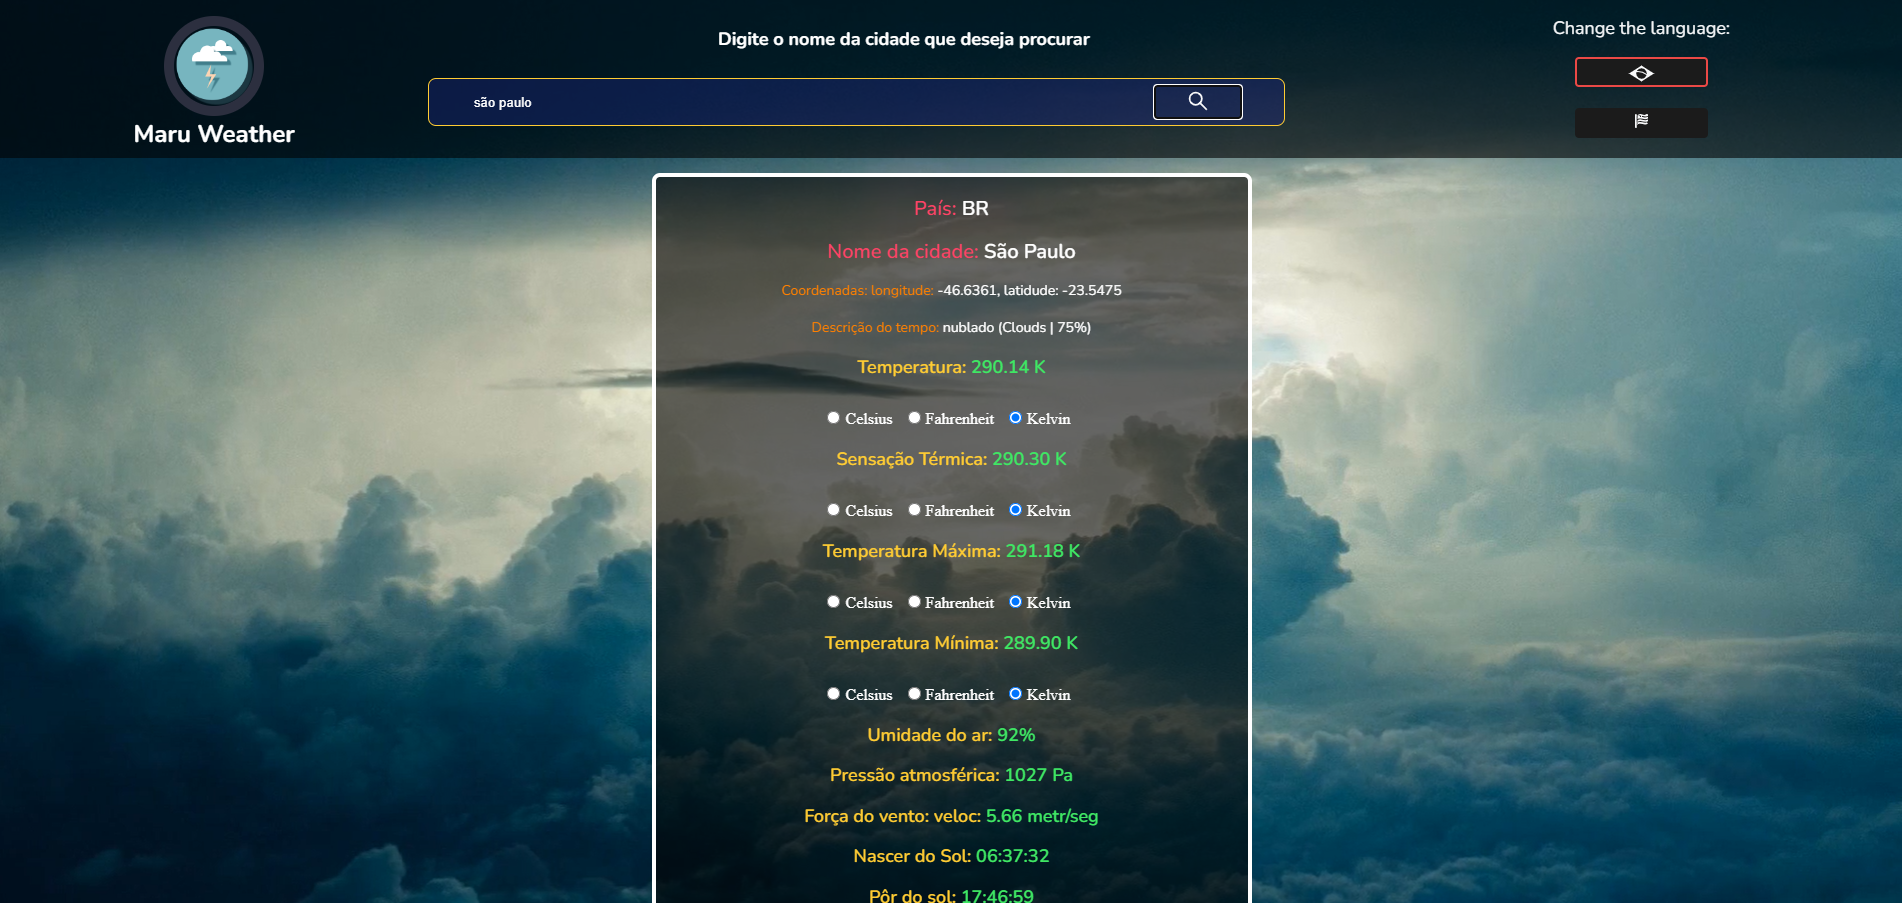 Maru Weather
Digite o nome da cidade que deseja procurar
são paulo
Change the language:
País: BR
Nome da cidade: São Paulo
Coordenadas: longitude: -46.6361, latidude: -23.5475
Descrição do tempo: nublado (Clouds | 75%)
Temperatura: 290.14 K
Celsius Fahrenheit Kelvin
Sensação Térmica: 290.30 K
Celsius Fahrenheit Kelvin
Temperatura Máxima: 291.18 K
Celsius Fahrenheit Kelvin
Temperatura Mínima: 289.90 K
Celsius Fahrenheit Kelvin
Umidade do ar: 92%
Pressão atmosférica: 1027 Pa
Força do vento: veloc: 5.66 metr/seg
Nascer do Sol: 06:37:32
Pôr do sol: 17:46:59